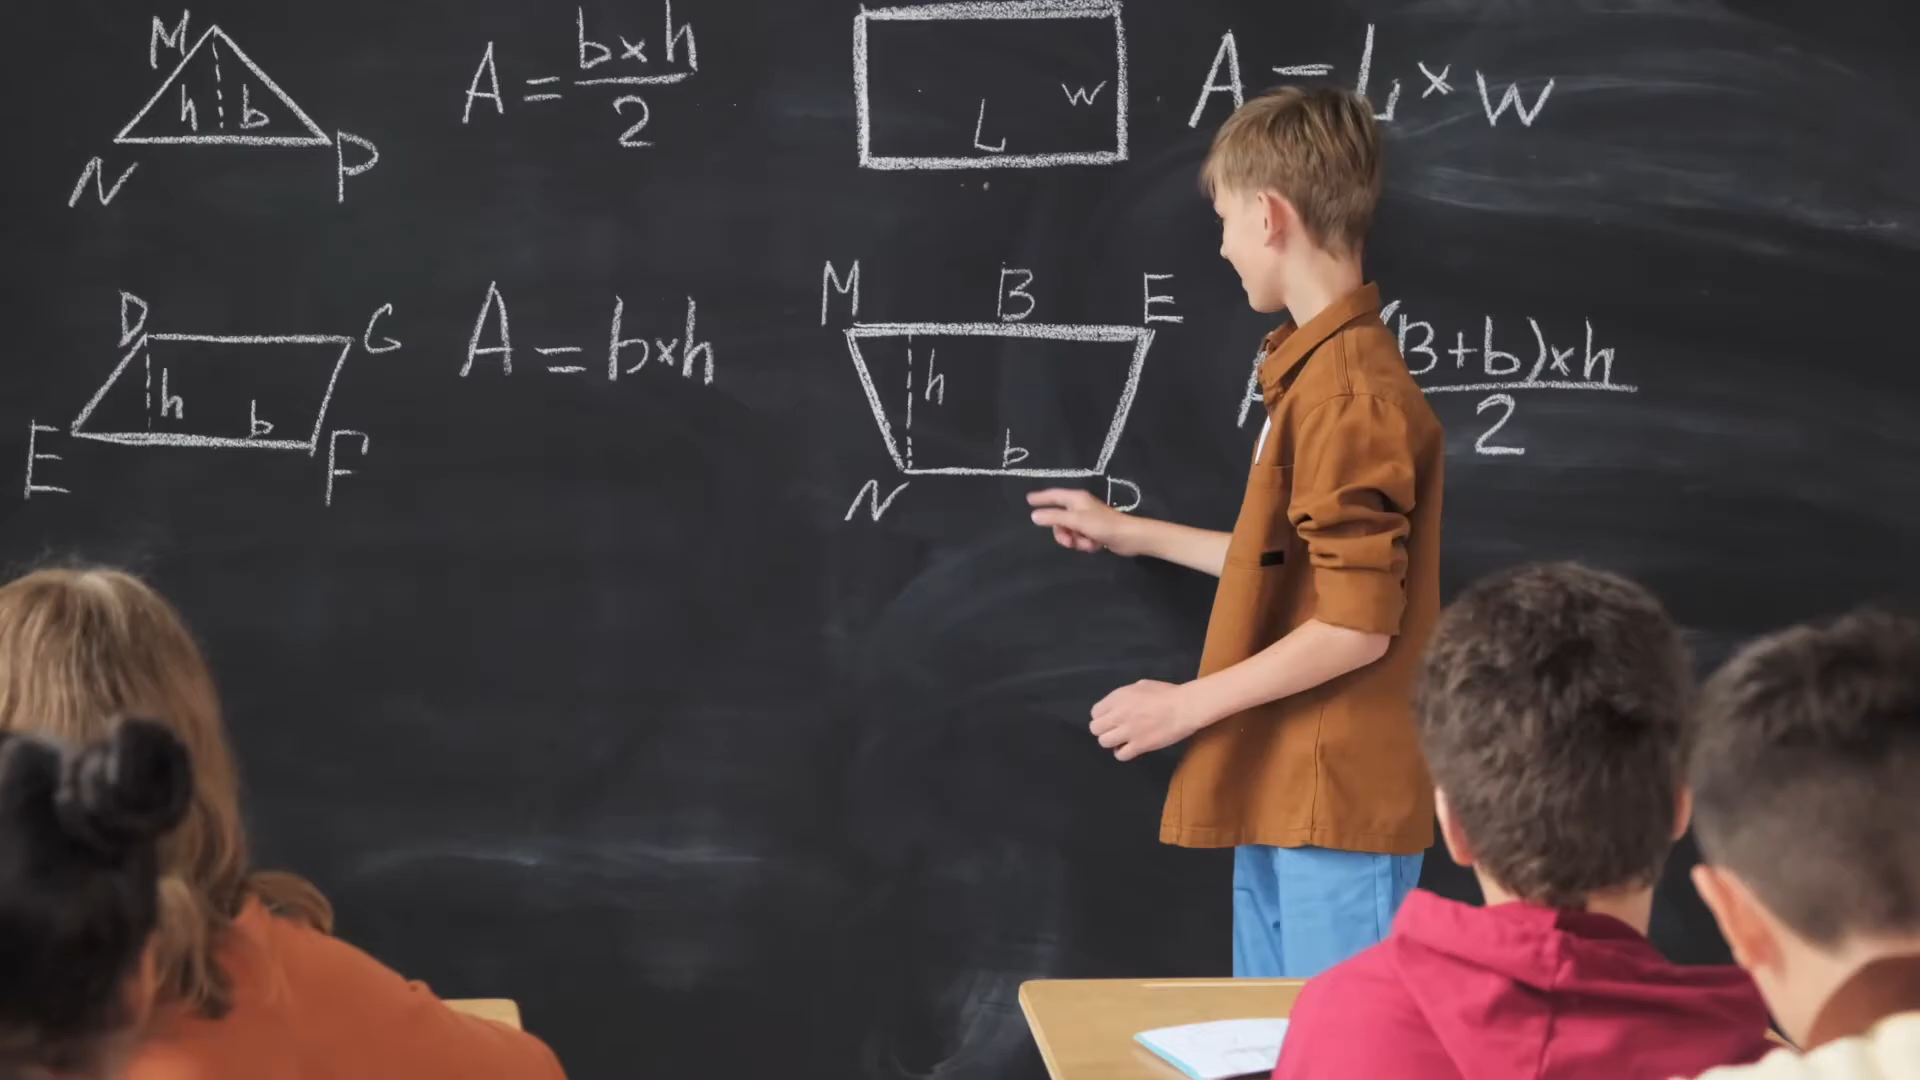 M
h b
N P
A = b×h
2
L w
A = L × w
D G
h b
E F
A = b×h
M B E
h
b
N D
B+b)×h
2